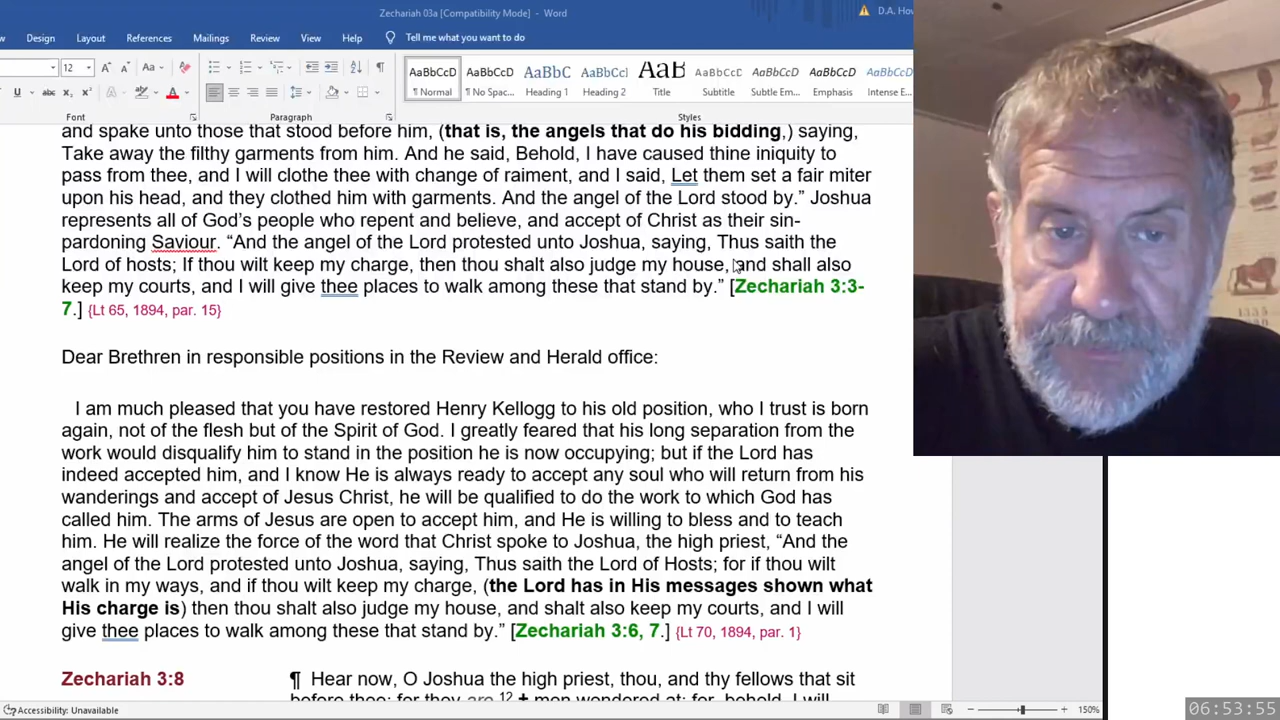 Zechariah 03a [Compatibility Mode] - Word
D.A. Hov
Design Layout References Mailings Review View Help Tell me what you want to do
12 Aa
AaBbCcD AaBbCcD AaBbC AaBbCcl AaB AaBbCcD AaBbCcD AaBbCcD AaBbCcD
Normal No Spac... Heading 1 Heading 2 Title Subtitle Subtle Em... Emphasis Intense E...
Font Paragraph Styles
and spake unto those that stood before him, (that is, the angels that do his bidding,) saying,
Take away the filthy garments from him. And he said, Behold, I have caused thine iniquity to
pass from thee, and I will clothe thee with change of raiment, and I said, Let them set a fair miter
upon his head, and they clothed him with garments. And the angel of the Lord stood by.” Joshua
represents all of God’s people who repent and believe, and accept of Christ as their sin-
pardoning Saviour. “And the angel of the Lord protested unto Joshua, saying, Thus saith the
Lord of hosts; If thou wilt keep my charge, then thou shalt also judge my house, and shall also
keep my courts, and I will give thee places to walk among these that stand by.” [Zechariah 3:3-
7.] {Lt 65, 1894, par. 15}
Dear Brethren in responsible positions in the Review and Herald office:
I am much pleased that you have restored Henry Kellogg to his old position, who I trust is born
again, not of the flesh but of the Spirit of God. I greatly feared that his long separation from the
work would disqualify him to stand in the position he is now occupying; but if the Lord has
indeed accepted him, and I know He is always ready to accept any soul who will return from his
wanderings and accept of Jesus Christ, he will be qualified to do the work to which God has
called him. The arms of Jesus are open to accept him, and He is willing to bless and to teach
him. He will realize the force of the word that Christ spoke to Joshua, the high priest, “And the
angel of the Lord protested unto Joshua, saying, Thus saith the Lord of Hosts; for if thou wilt
walk in my ways, and if thou wilt keep my charge, (the Lord has in His messages shown what
His charge is) then thou shalt also judge my house, and shalt also keep my courts, and I will
give thee places to walk among these that stand by.” [Zechariah 3:6, 7.] {Lt 70, 1894, par. 1}
Zechariah 3:8 ¶ Hear now, O Joshua the high priest, thou, and thy fellows that sit
before thee: for they are 12 men wondered at: for, behold, I will
Accessibility: Unavailable
150%
06:53:55